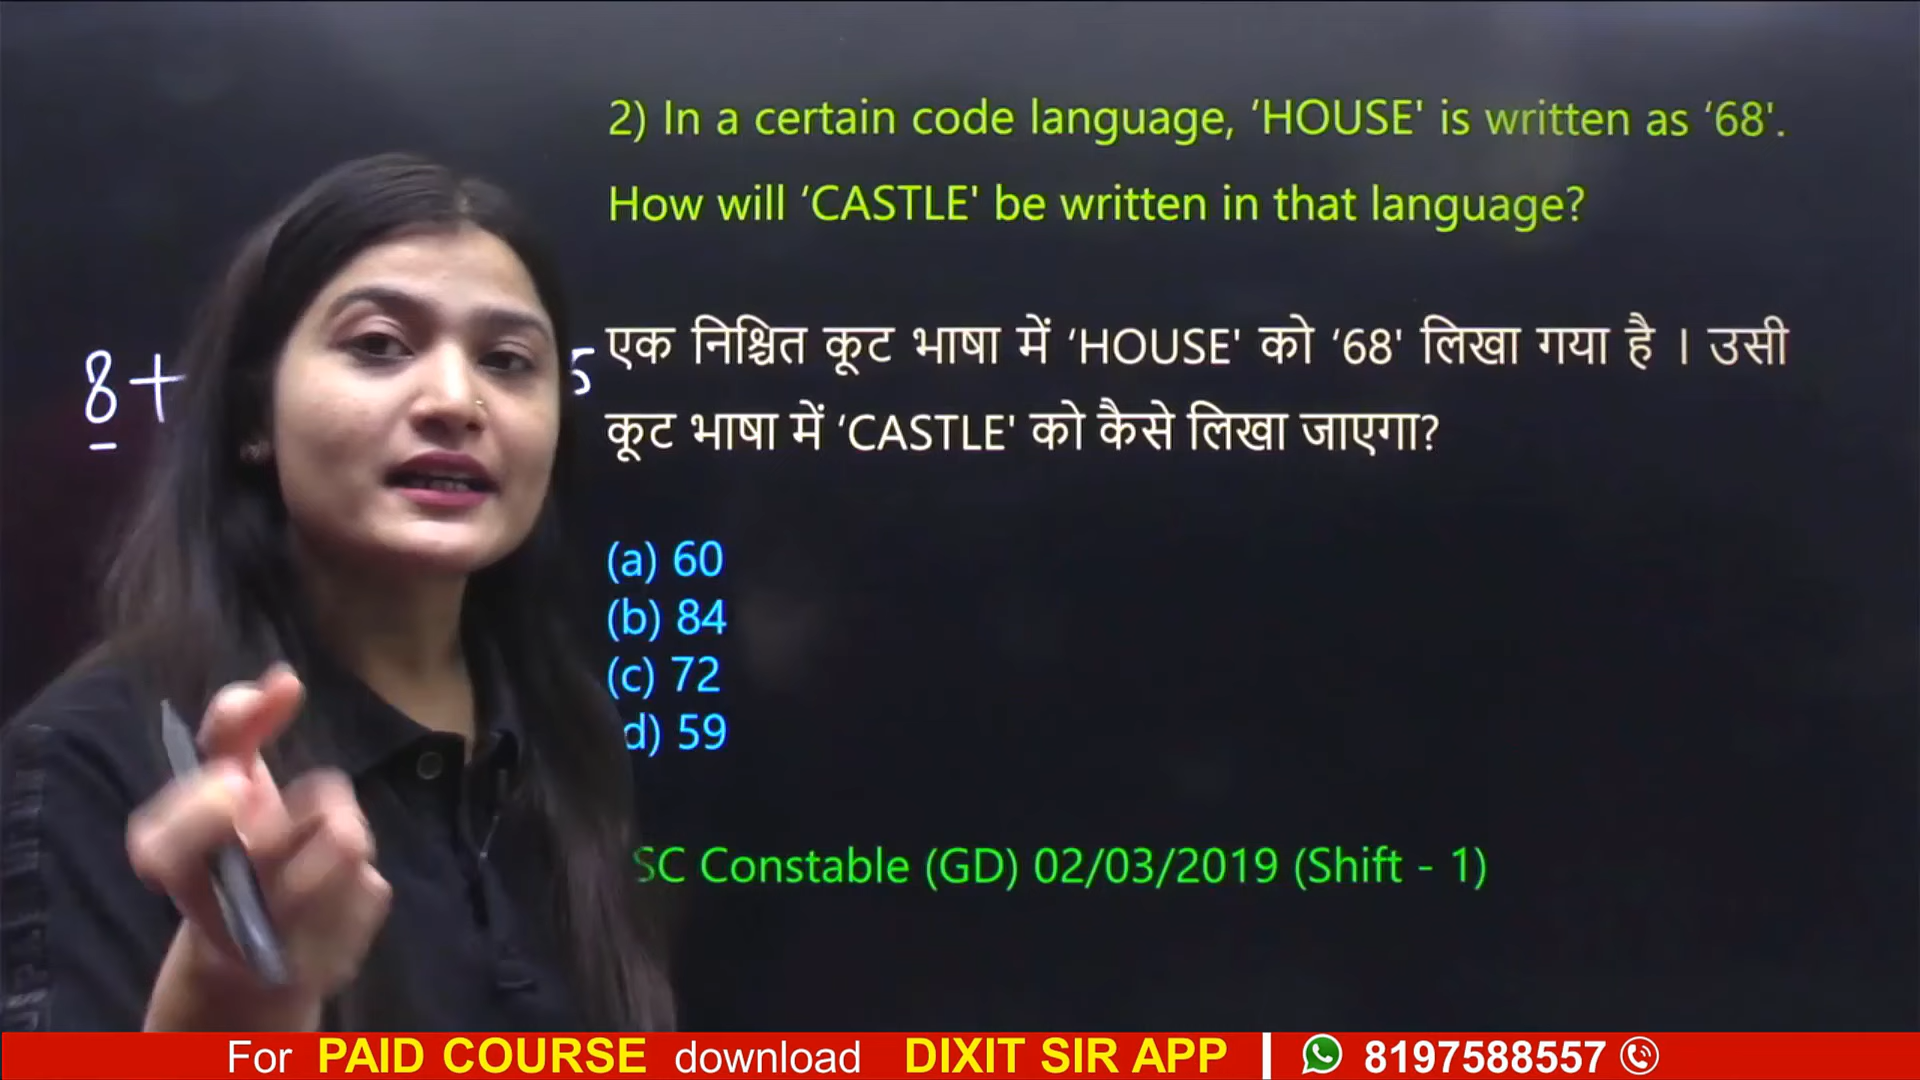 2) In a certain code language, ‘HOUSE' is written as ‘68'.
How will ‘CASTLE' be written in that language?
8+
5
एक निश्चित कूट भाषा में ‘HOUSE' को ‘68' लिखा गया है । उसी
कूट भाषा में ‘CASTLE' को कैसे लिखा जाएगा?
(a) 60
(b) 84
(c) 72
d) 59
SC Constable (GD) 02/03/2019 (Shift - 1)
For PAID COURSE download DIXIT SIR APP | 8197588557